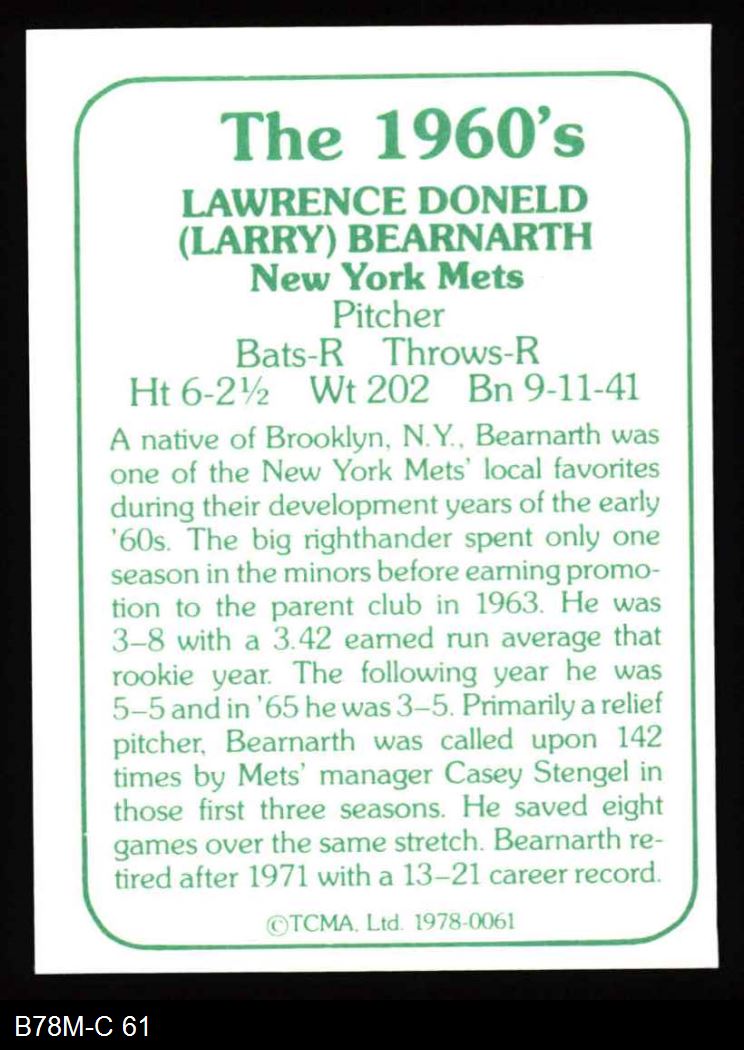 The 1960's
LAWRENCE DONELD
(LARRY) BEARNARTH
New York Mets
Pitcher
Bats-R Throws-R
Ht 6-2½ Wt 202 Bn 9-11-41
A native of Brooklyn, N.Y., Bearnarth was
one of the New York Mets' local favorites
during their development years of the early
'60s. The big righthander spent only one
season in the minors before earning promo-
tion to the parent club in 1963. He was
3–8 with a 3.42 earned run average that
rookie year. The following year he was
5–5 and in '65 he was 3–5. Primarily a relief
pitcher, Bearnarth was called upon 142
times by Mets' manager Casey Stengel in
those first three seasons. He saved eight
games over the same stretch. Bearnarth re-
tired after 1971 with a 13–21 career record.
©TCMA, Ltd. 1978-0061
B78M-C 61